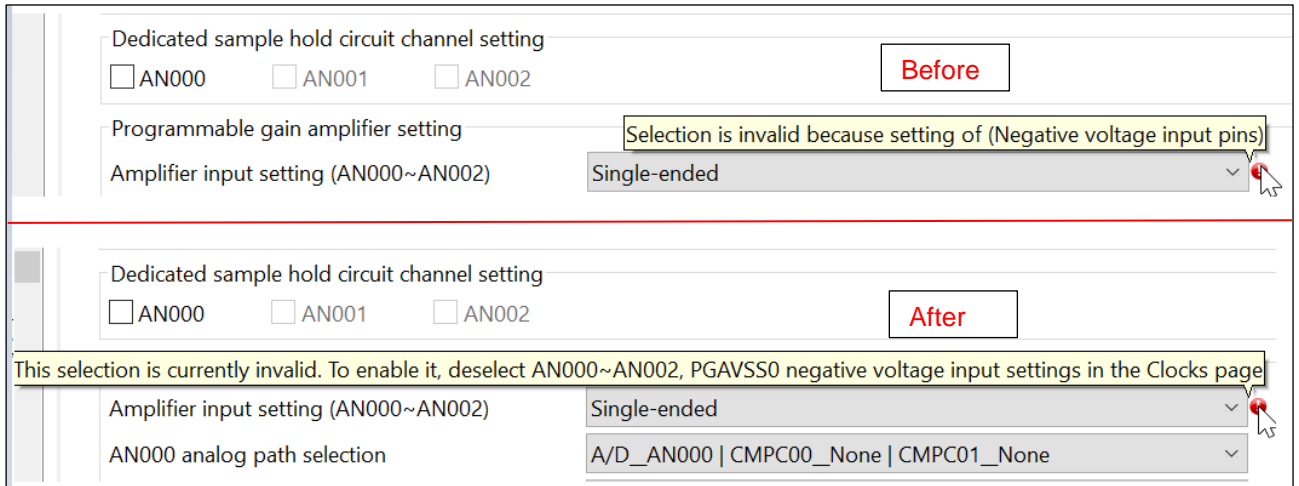 Dedicated sample hold circuit channel setting
AN000 AN001 AN002
Before
Programmable gain amplifier setting
Selection is invalid because setting of (Negative voltage input pins)
Amplifier input setting (AN000~AN002) Single-ended
Dedicated sample hold circuit channel setting
AN000 AN001 AN002
After
This selection is currently invalid. To enable it, deselect AN000~AN002, PGAVSS0 negative voltage input settings in the Clocks page
Amplifier input setting (AN000~AN002) Single-ended
AN000 analog path selection A/D__AN000 | CMPC00__None | CMPC01__None